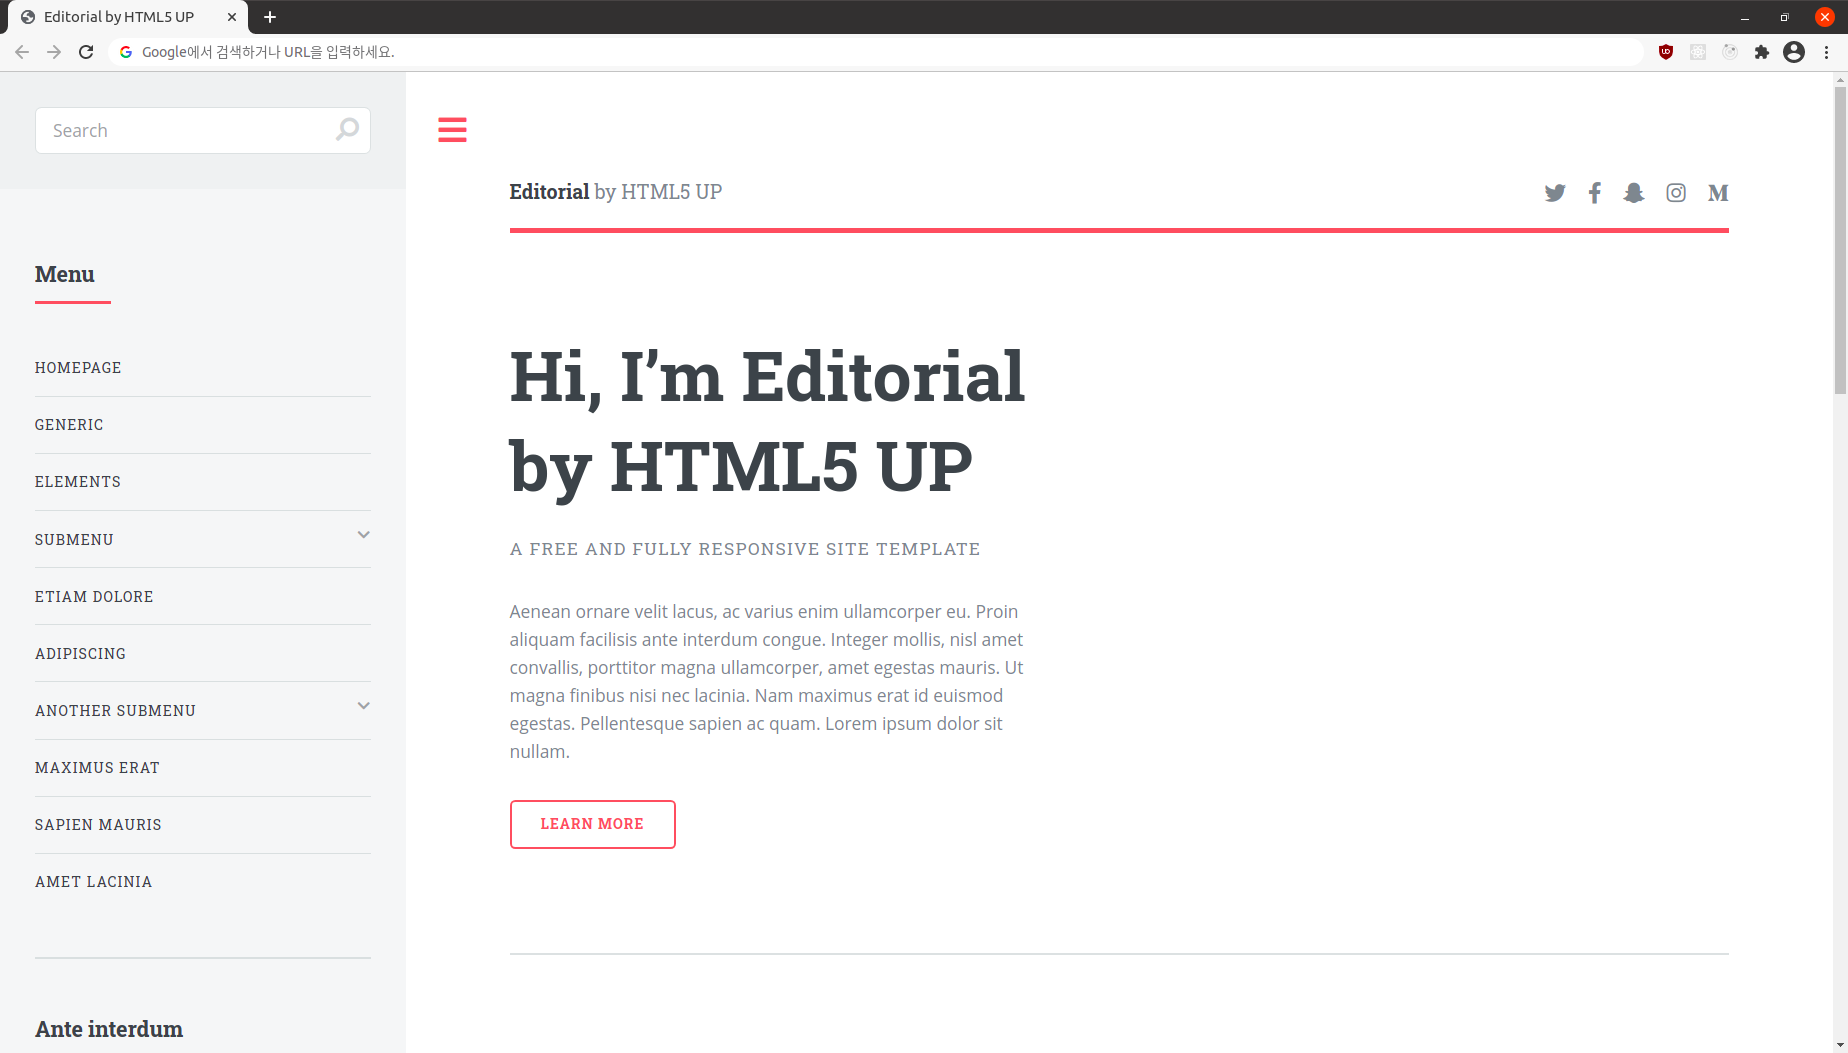 Editorial by HTML5 UP
Google에서 검색하거나 URL을 입력하세요.
Search
Menu
HOMEPAGE
GENERIC
ELEMENTS
SUBMENU
ETIAM DOLORE
ADIPISCING
ANOTHER SUBMENU
MAXIMUS ERAT
SAPIEN MAURIS
AMET LACINIA
Ante interdum
Editorial by HTML5 UP
Hi, I’m Editorial
by HTML5 UP
A FREE AND FULLY RESPONSIVE SITE TEMPLATE
Aenean ornare velit lacus, ac varius enim ullamcorper eu. Proin
aliquam facilisis ante interdum congue. Integer mollis, nisl amet
convallis, porttitor magna ullamcorper, amet egestas mauris. Ut
magna finibus nisi nec lacinia. Nam maximus erat id euismod
egestas. Pellentesque sapien ac quam. Lorem ipsum dolor sit
nullam.
LEARN MORE